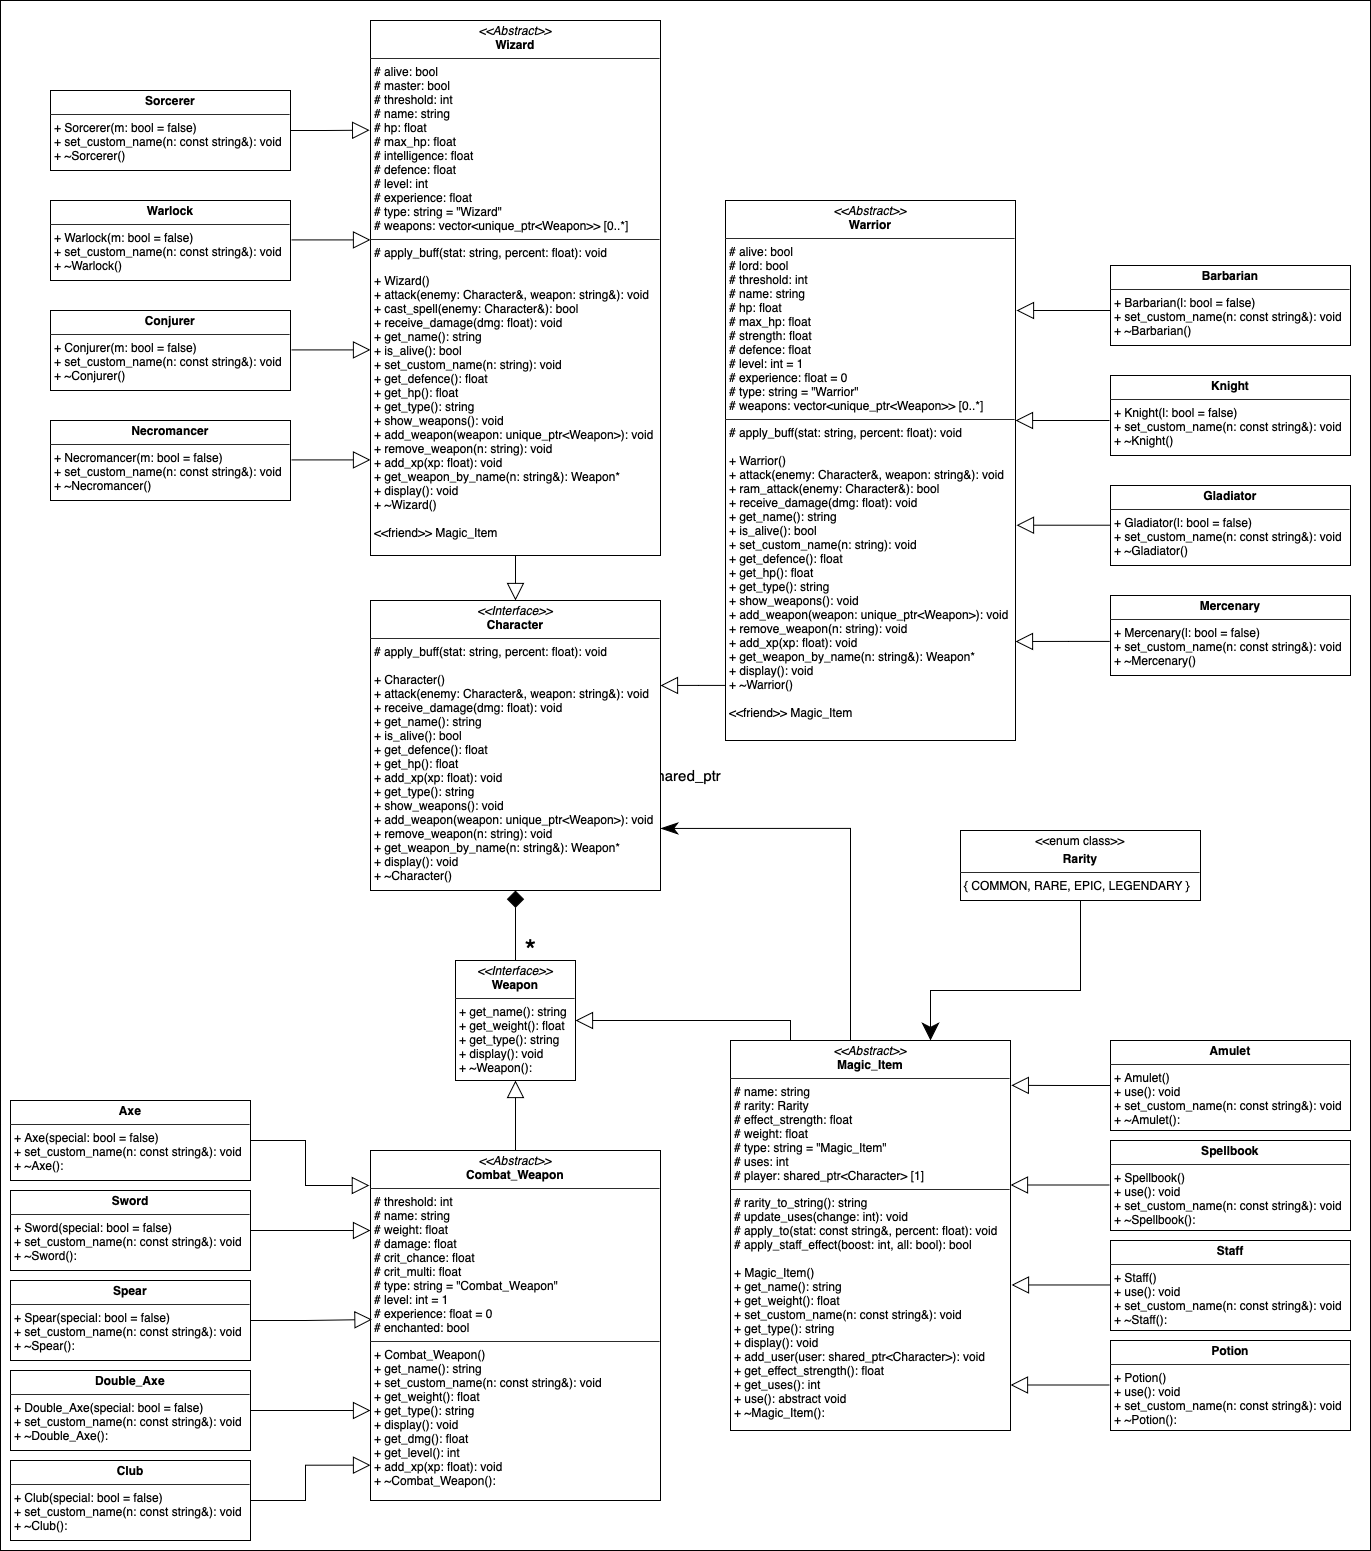 <<Abstract>>
Wizard
# alive: bool
# master: bool
# threshold: int
# name: string
# hp: float
# max_hp: float
# intelligence: float
# defence: float
# level: int
# experience: float
# type: string = "Wizard"
# weapons: vector<unique_ptr<Weapon>> [0..*]
# apply_buff(stat: string, percent: float): void
+ Wizard()
+ attack(enemy: Character&, weapon: string&): void
+ cast_spell(enemy: Character&): bool
+ receive_damage(dmg: float): void
+ get_name(): string
+ is_alive(): bool
+ set_custom_name(n: string): void
+ get_defence(): float
+ get_hp(): float
+ get_type(): string
+ show_weapons(): void
+ add_weapon(weapon: unique_ptr<Weapon>): void
+ remove_weapon(n: string): void
+ add_xp(xp: float): void
+ get_weapon_by_name(n: string&): Weapon*
+ display(): void
+ ~Wizard()
<<friend>> Magic_Item
Sorcerer
+ Sorcerer(m: bool = false)
+ set_custom_name(n: const string&): void
+ ~Sorcerer()
Warlock
+ Warlock(m: bool = false)
+ set_custom_name(n: const string&): void
+ ~Warlock()
Conjurer
+ Conjurer(m: bool = false)
+ set_custom_name(n: const string&): void
+ ~Conjurer()
Necromancer
+ Necromancer(m: bool = false)
+ set_custom_name(n: const string&): void
+ ~Necromancer()
<<Abstract>>
Warrior
# alive: bool
# lord: bool
# threshold: int
# name: string
# hp: float
# max_hp: float
# strength: float
# defence: float
# level: int = 1
# experience: float = 0
# type: string = "Warrior"
# weapons: vector<unique_ptr<Weapon>> [0..*]
# apply_buff(stat: string, percent: float): void
+ Warrior()
+ attack(enemy: Character&, weapon: string&): void
+ ram_attack(enemy: Character&): bool
+ receive_damage(dmg: float): void
+ get_name(): string
+ is_alive(): bool
+ set_custom_name(n: string): void
+ get_defence(): float
+ get_hp(): float
+ get_type(): string
+ show_weapons(): void
+ add_weapon(weapon: unique_ptr<Weapon>): void
+ remove_weapon(n: string): void
+ add_xp(xp: float): void
+ get_weapon_by_name(n: string&): Weapon*
+ display(): void
+ ~Warrior()
<<friend>> Magic_Item
Barbarian
+ Barbarian(l: bool = false)
+ set_custom_name(n: const string&): void
+ ~Barbarian()
Knight
+ Knight(l: bool = false)
+ set_custom_name(n: const string&): void
+ ~Knight()
Gladiator
+ Gladiator(l: bool = false)
+ set_custom_name(n: const string&): void
+ ~Gladiator()
Mercenary
+ Mercenary(l: bool = false)
+ set_custom_name(n: const string&): void
+ ~Mercenary()
<<Interface>>
Character
# apply_buff(stat: string, percent: float): void
+ Character()
+ attack(enemy: Character&, weapon: string&): void
+ receive_damage(dmg: float): void
+ get_name(): string
+ is_alive(): bool
+ get_defence(): float
+ get_hp(): float
+ add_xp(xp: float): void
+ get_type(): string
+ show_weapons(): void
+ add_weapon(weapon: unique_ptr<Weapon>): void
+ remove_weapon(n: string): void
+ get_weapon_by_name(n: string&): Weapon*
+ display(): void
+ ~Character()
hared_ptr
<<enum class>>
Rarity
{ COMMON, RARE, EPIC, LEGENDARY }
*
<<Interface>>
Weapon
+ get_name(): string
+ get_weight(): float
+ get_type(): string
+ display(): void
+ ~Weapon():
<<Abstract>>
Magic_Item
# name: string
# rarity: Rarity
# effect_strength: float
# weight: float
# type: string = "Magic_Item"
# uses: int
# player: shared_ptr<Character> [1]
# rarity_to_string(): string
# update_uses(change: int): void
# apply_to(stat: const string&, percent: float): void
# apply_staff_effect(boost: int, all: bool): bool
+ Magic_Item()
+ get_name(): string
+ get_weight(): float
+ set_custom_name(n: const string&): void
+ get_type(): string
+ display(): void
+ add_user(user: shared_ptr<Character>): void
+ get_effect_strength(): float
+ get_uses(): int
+ use(): abstract void
+ ~Magic_Item():
Amulet
+ Amulet()
+ use(): void
+ set_custom_name(n: const string&): void
+ ~Amulet():
Spellbook
+ Spellbook()
+ use(): void
+ set_custom_name(n: const string&): void
+ ~Spellbook():
Staff
+ Staff()
+ use(): void
+ set_custom_name(n: const string&): void
+ ~Staff():
Potion
+ Potion()
+ use(): void
+ set_custom_name(n: const string&): void
+ ~Potion():
Axe
+ Axe(special: bool = false)
+ set_custom_name(n: const string&): void
+ ~Axe():
Sword
+ Sword(special: bool = false)
+ set_custom_name(n: const string&): void
+ ~Sword():
Spear
+ Spear(special: bool = false)
+ set_custom_name(n: const string&): void
+ ~Spear():
Double_Axe
+ Double_Axe(special: bool = false)
+ set_custom_name(n: const string&): void
+ ~Double_Axe():
Club
+ Club(special: bool = false)
+ set_custom_name(n: const string&): void
+ ~Club():
<<Abstract>>
Combat_Weapon
# threshold: int
# name: string
# weight: float
# damage: float
# crit_chance: float
# crit_multi: float
# type: string = "Combat_Weapon"
# level: int = 1
# experience: float = 0
# enchanted: bool
+ Combat_Weapon()
+ get_name(): string
+ set_custom_name(n: const string&): void
+ get_weight(): float
+ get_type(): string
+ display(): void
+ get_dmg(): float
+ get_level(): int
+ add_xp(xp: float): void
+ ~Combat_Weapon():